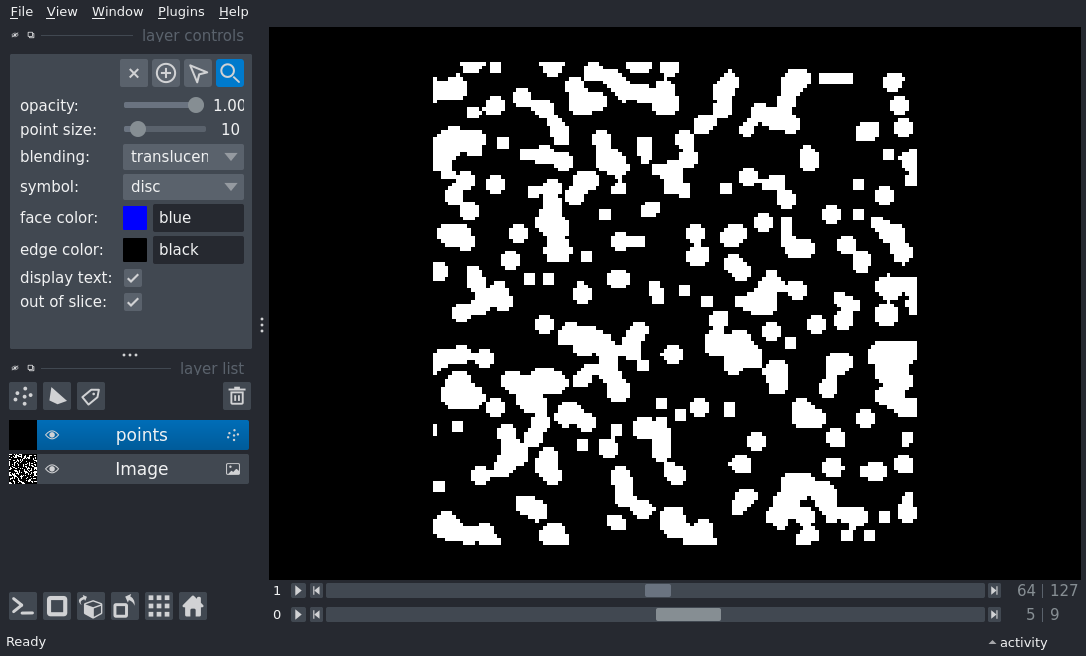 File View Window Plugins Help
layer controls
opacity: 1.00
point size: 10
blending: translucen
symbol: disc
face color: blue
edge color: black
display text:
out of slice:
layer list
points
Image
1 64 127
0 5 9
Ready activity